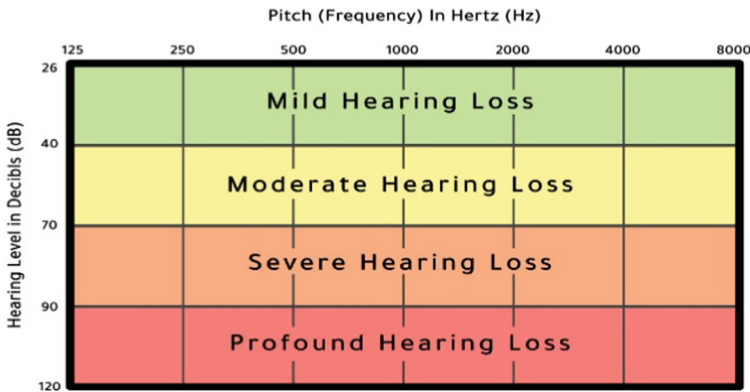 Pitch (Frequency) In Hertz (Hz)
125 250 500 1000 2000 4000 8000
26
Mild Hearing Loss
40
Moderate Hearing Loss
70
Severe Hearing Loss
90
Profound Hearing Loss
120
Hearing Level in Decibls (dB)